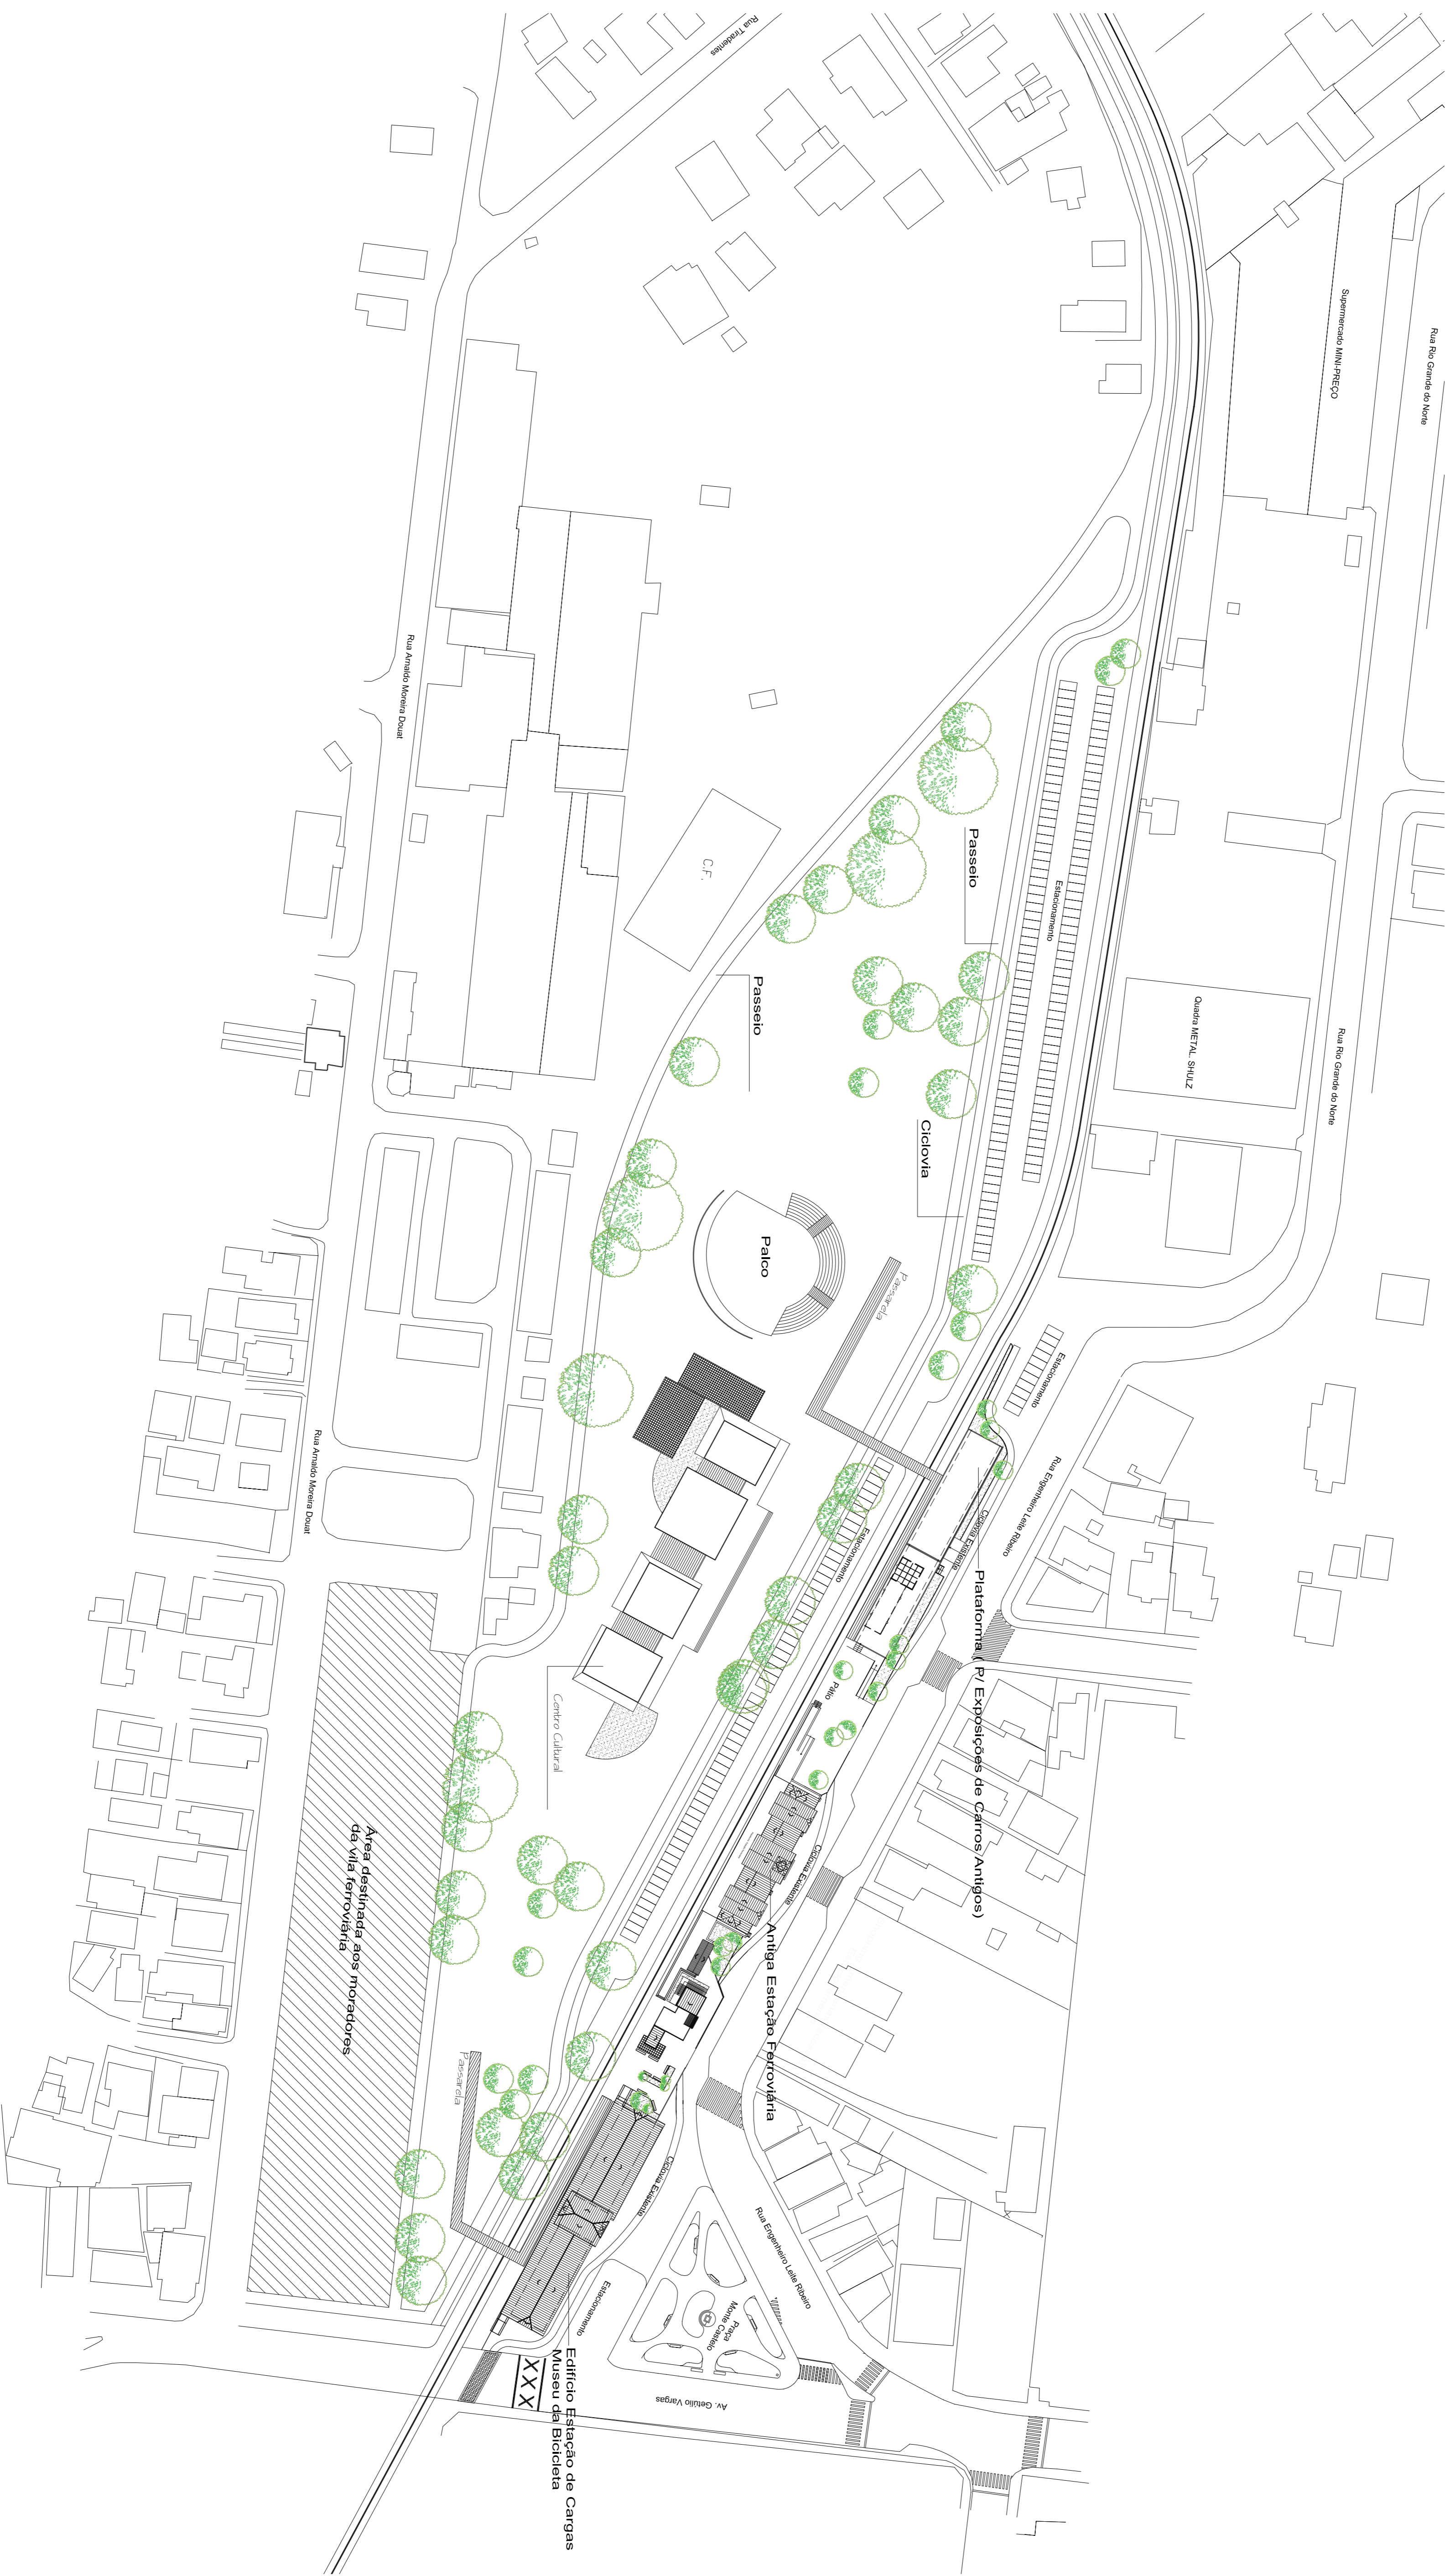 Rua Tiradentes
Rua Rio Grande do Norte
Supermercado MINI-PREÇO
Rua Arnaldo Moreira Douat
C.F.
Passeio
Passeio
Estacionamento
Quadra METAL SHULZ
Rua Rio Grande do Norte
Ciclovia
Palco
Passarela
Estacionamento
Rua Engenheiro Leite Ribeiro
Ciclovia Existente
Plataforma ( P/ Exposições de Carros Antigos)
Estacionamento
Pátio
Centro Cultural
Rua Arnaldo Moreira Douat
Área destinada aos moradores
da vila ferroviária
Ciclovia Existente
Antiga Estação Ferroviária
Passarela
Ciclovia Existente
Rua Engenheiro Leite Ribeiro
Praça
Monte Castelo
Estacionamento
Av. Getúlio Vargas
Edifício Estação de Cargas
Museu da Bicicleta
XXX